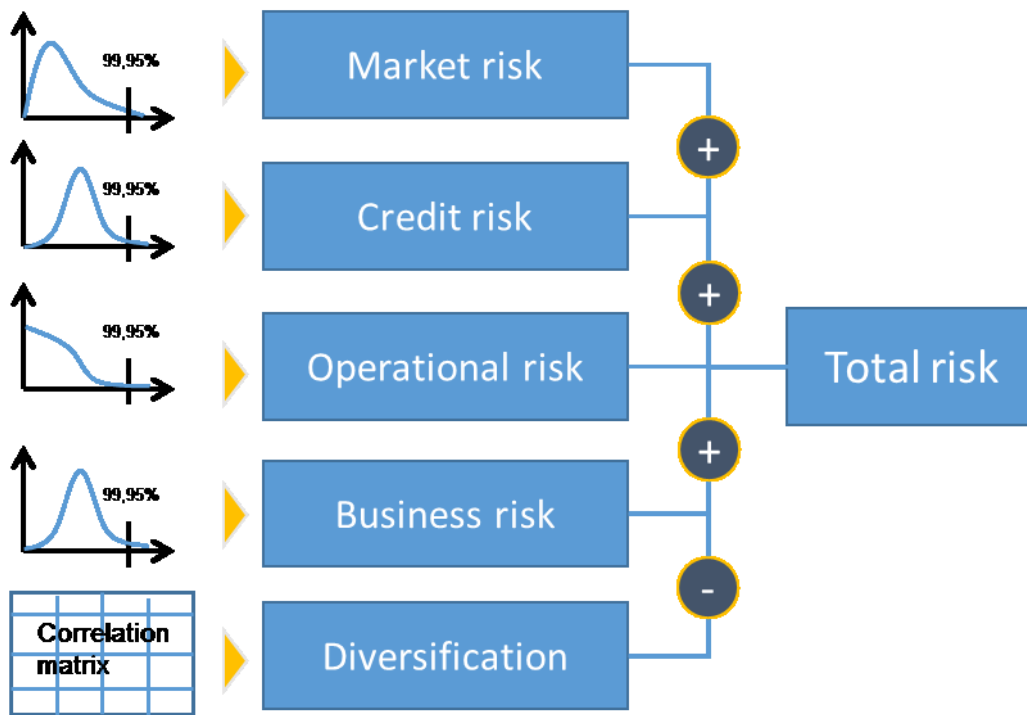 99,95%
Market risk
+
99,95%
Credit risk
+
99,95%
Operational risk
Total risk
+
99,95%
Business risk
-
Correlation
matrix
Diversification